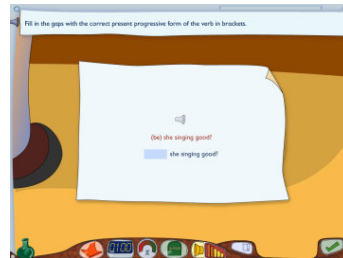 Fill in the gaps with the correct present progressive form of the verb in brackets.
(be) she singing good?
she singing good?
0100